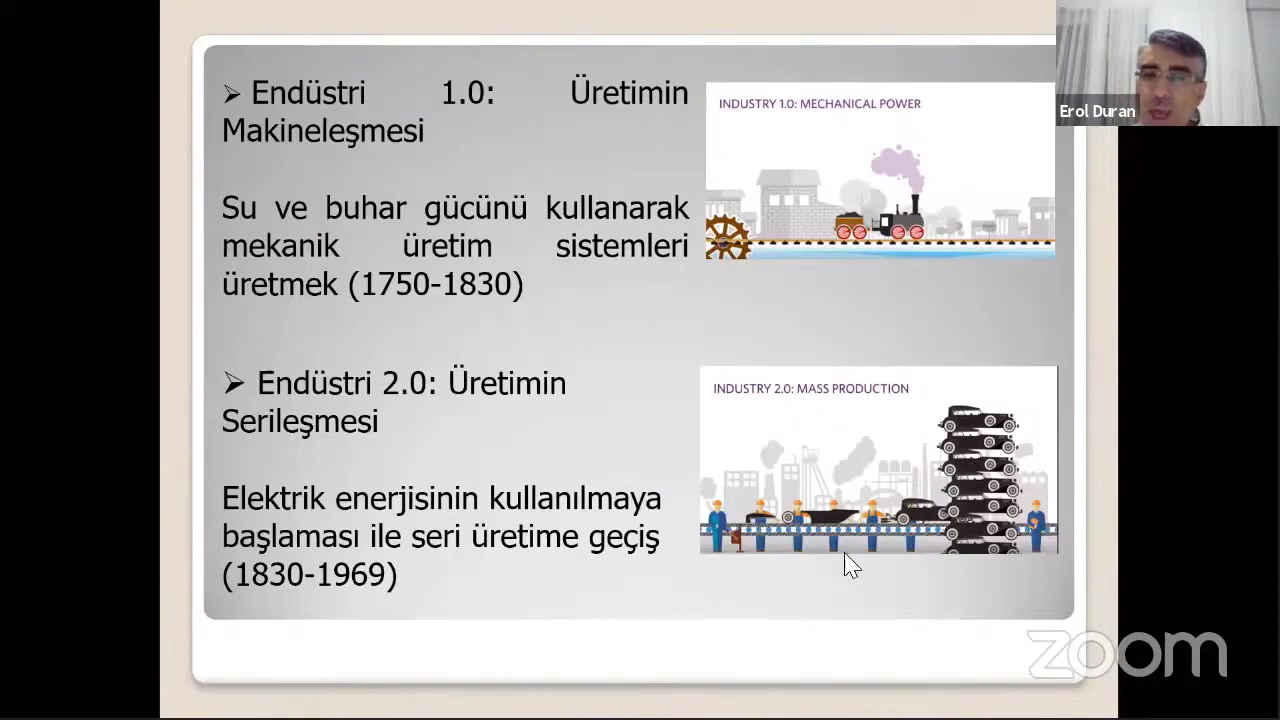 ➢ Endüstri 1.0: Üretimin
Makineleşmesi
Su ve buhar gücünü kullanarak
mekanik üretim sistemleri
üretmek (1750-1830)
➢ Endüstri 2.0: Üretimin
Serileşmesi
Elektrik enerjisinin kullanılmaya
başlaması ile seri üretime geçiş
(1830-1969)
INDUSTRY 1.0: MECHANICAL POWER
INDUSTRY 2.0: MASS PRODUCTION
Erol Duran
zoom